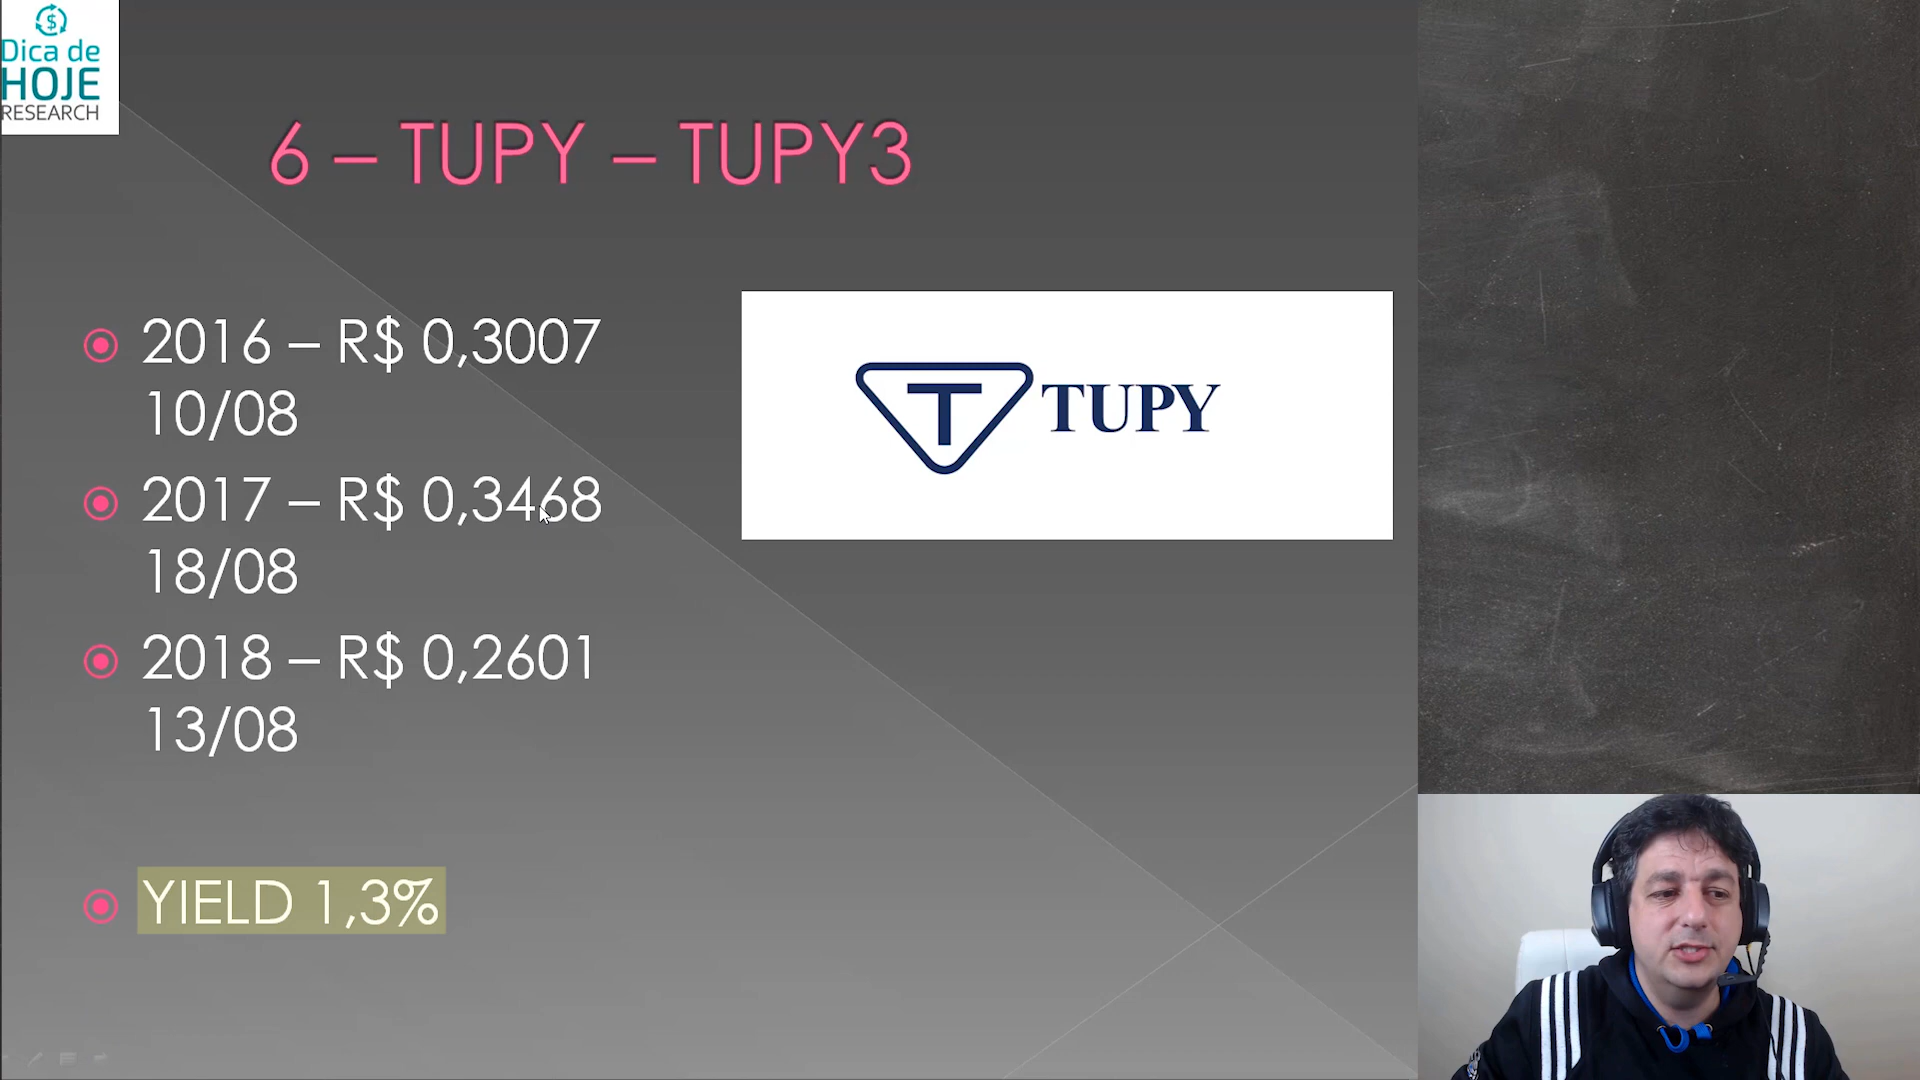 Dica de
HOJE
RESEARCH
6 – TUPY – TUPY3
2016 – R$ 0,3007
10/08
2017 – R$ 0,3468
18/08
2018 – R$ 0,2601
13/08
YIELD 1,3%
T TUPY